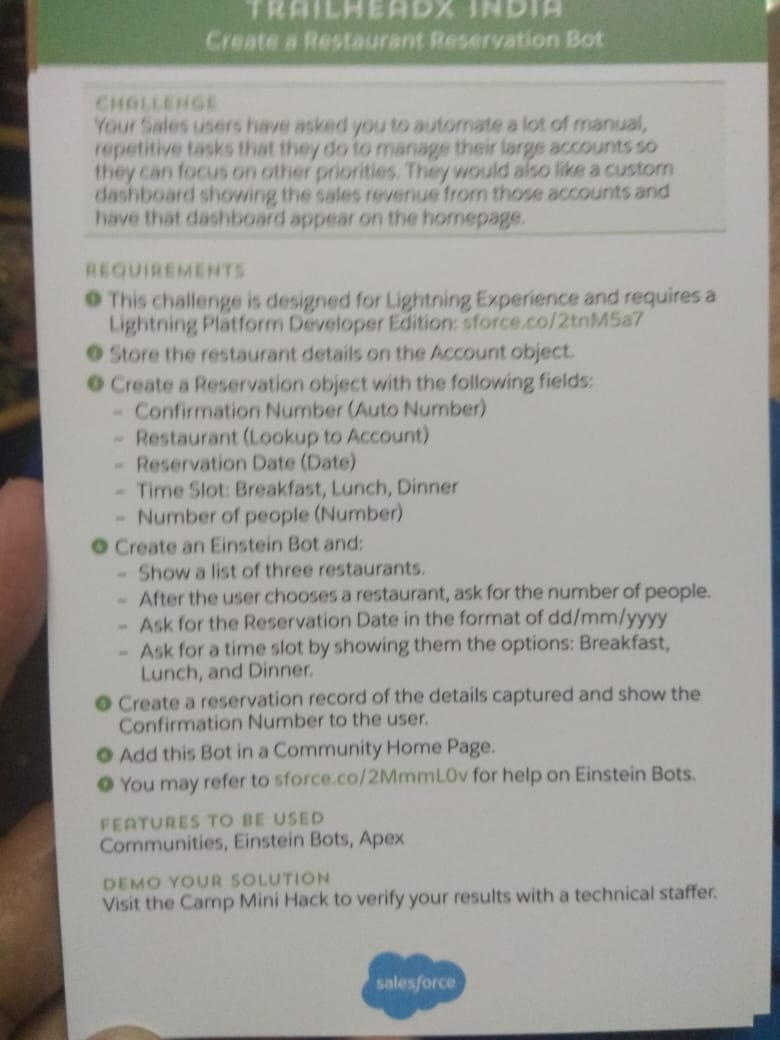 TRAILHEADX INDIA
Create a Restaurant Reservation Bot
CHALLENGE
Your Sales users have asked you to automate a lot of manual,
repetitive tasks that they do to manage their large accounts so
they can focus on other priorities. They would also like a custom
dashboard showing the sales revenue from those accounts and
have that dashboard appear on the homepage.
REQUIREMENTS
1 This challenge is designed for Lightning Experience and requires a
Lightning Platform Developer Edition: sforce.co/2tnM5a7
2 Store the restaurant details on the Account object.
3 Create a Reservation object with the following fields:
– Confirmation Number (Auto Number)
– Restaurant (Lookup to Account)
– Reservation Date (Date)
– Time Slot: Breakfast, Lunch, Dinner
– Number of people (Number)
4 Create an Einstein Bot and:
– Show a list of three restaurants.
– After the user chooses a restaurant, ask for the number of people.
– Ask for the Reservation Date in the format of dd/mm/yyyy
– Ask for a time slot by showing them the options: Breakfast,
Lunch, and Dinner.
5 Create a reservation record of the details captured and show the
Confirmation Number to the user.
6 Add this Bot in a Community Home Page.
7 You may refer to sforce.co/2MmmL0v for help on Einstein Bots.
FEATURES TO BE USED
Communities, Einstein Bots, Apex
DEMO YOUR SOLUTION
Visit the Camp Mini Hack to verify your results with a technical staffer.
salesforce